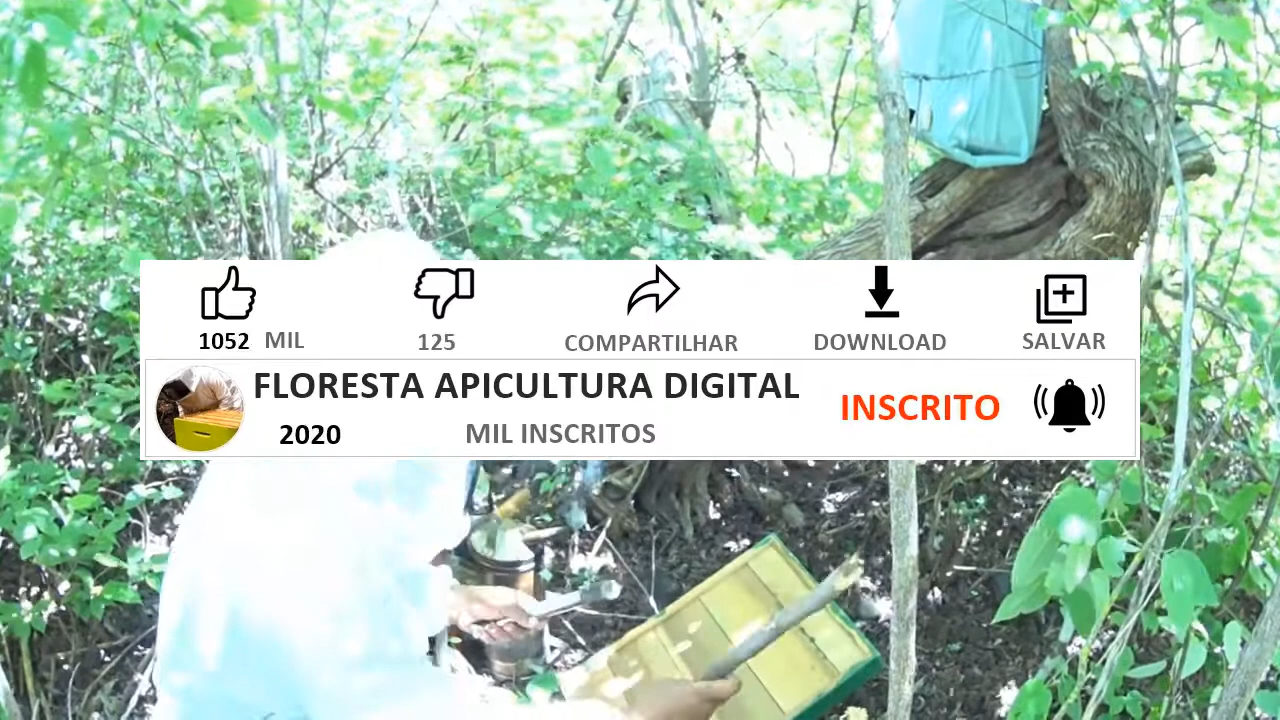 1052 MIL
125
COMPARTILHAR
DOWNLOAD
SALVAR
FLORESTA APICULTURA DIGITAL
2020 MIL INSCRITOS
INSCRITO